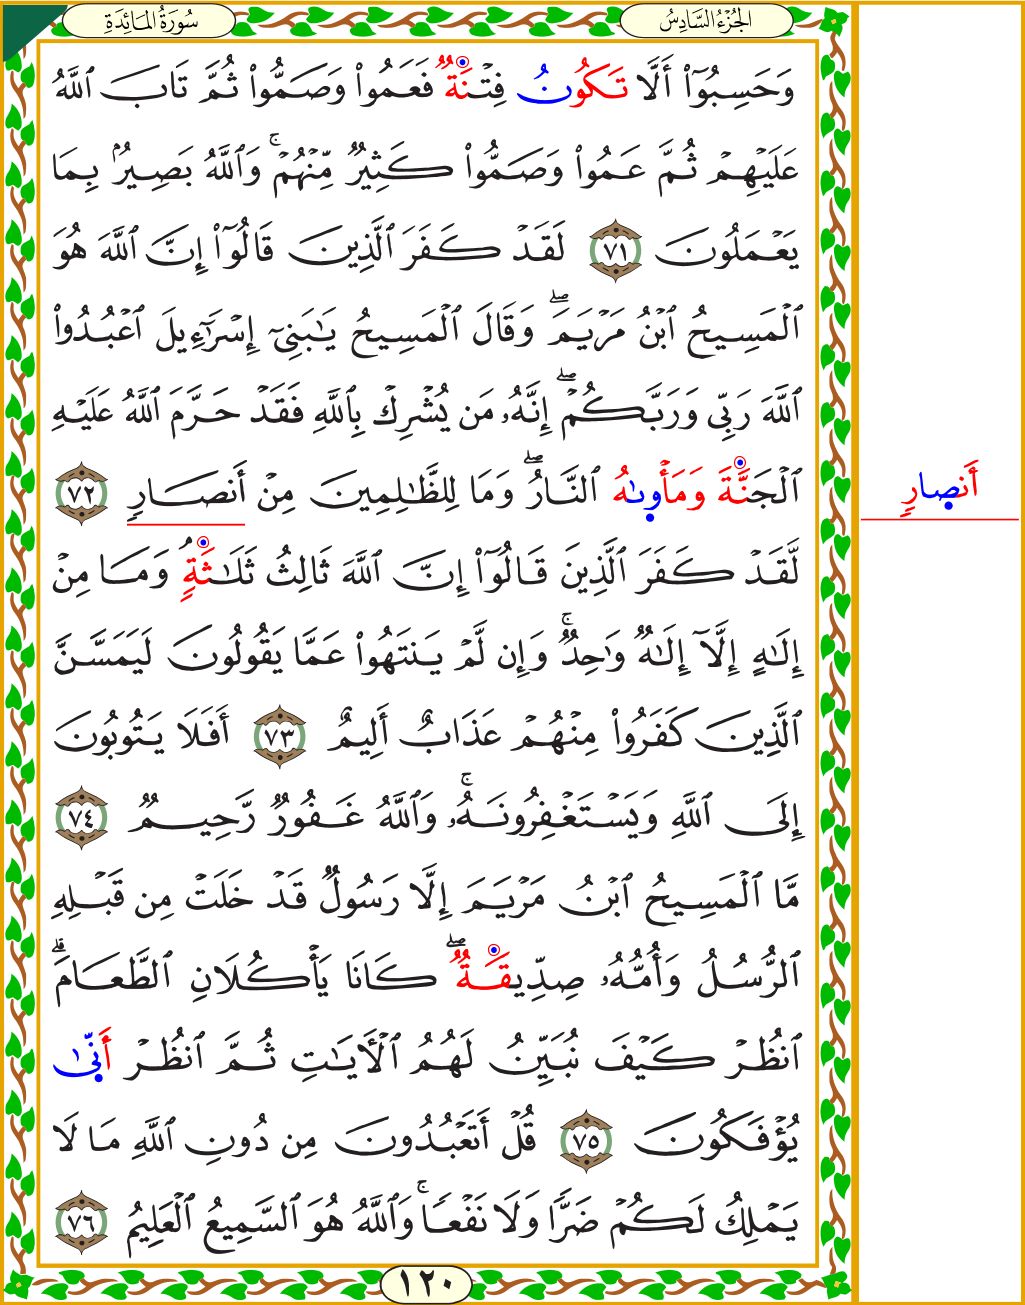 الجُزْءُ السَّادِسُ
سُورَةُ المَائِدَةِ
وَحَسِبُوٓا۟ أَلَّا تَكُونُ فِتۡنَةࣱ فَعَمُوا۟ وَصَمُّوا۟ ثُمَّ تَابَ ٱللَّهُ
عَلَيۡهِمۡ ثُمَّ عَمُوا۟ وَصَمُّوا۟ كَثِيرࣱ مِّنۡهُمۡۚ وَٱللَّهُ بَصِيرُۢ بِمَا
يَعۡمَلُونَ ٧١ لَقَدۡ كَفَرَ ٱلَّذِينَ قَالُوٓا۟ إِنَّ ٱللَّهَ هُوَ
ٱلۡمَسِيحُ ٱبۡنُ مَرۡيَمَۖ وَقَالَ ٱلۡمَسِيحُ يَـٰبَنِىٓ إِسۡرَٰٓءِيلَ ٱعۡبُدُوا۟
ٱللَّهَ رَبِّى وَرَبَّكُمۡۖ إِنَّهُۥ مَن يُشۡرِكۡ بِٱللَّهِ فَقَدۡ حَرَّمَ ٱللَّهُ عَلَيۡهِ
ٱلۡجَنَّةَ وَمَأۡوىٰهُ ٱلنَّارُۖ وَمَا لِلظَّـٰلِمِينَ مِنۡ أَنصَارࣲ ٧٢
أَنصِارࣲ
لَّقَدۡ كَفَرَ ٱلَّذِينَ قَالُوٓا۟ إِنَّ ٱللَّهَ ثَالِثُ ثَلَـٰثَةࣲۘ وَمَا مِنۡ
إِلَـٰهٍ إِلَّآ إِلَـٰهࣱ وَٰحِدࣱۚ وَإِن لَّمۡ يَنتَهُوا۟ عَمَّا يَقُولُونَ لَيَمَسَّنَّ
ٱلَّذِينَ كَفَرُوا۟ مِنۡهُمۡ عَذَابٌ أَلِيمٌ ٧٣ أَفَلَا يَتُوبُونَ
إِلَى ٱللَّهِ وَيَسۡتَغۡفِرُونَهُۥۚ وَٱللَّهُ غَفُورࣱ رَّحِيمࣱ ٧٤
مَّا ٱلۡمَسِيحُ ٱبۡنُ مَرۡيَمَ إِلَّا رَسُولࣱ قَدۡ خَلَتۡ مِن قَبۡلِهِ
ٱلرُّسُلُ وَأُمُّهُۥ صِدِّيقَةࣱۖ كَانَا يَأۡكُلَانِ ٱلطَّعَامَۗ
ٱنظُرۡ كَيۡفَ نُبَيِّنُ لَهُمُ ٱلۡأٓيَـٰتِ ثُمَّ ٱنظُرۡ أَنِّىٰ
يُؤۡفَكُونَ ٧٥ قُلۡ أَتَعۡبُدُونَ مِن دُونِ ٱللَّهِ مَا لَا
يَمۡلِكُ لَكُمۡ ضَرࣰّا وَلَا نَفۡعࣰاۚ وَٱللَّهُ هُوَ ٱلسَّمِيعُ ٱلۡعَلِيمُ ٧٦
١٢٠